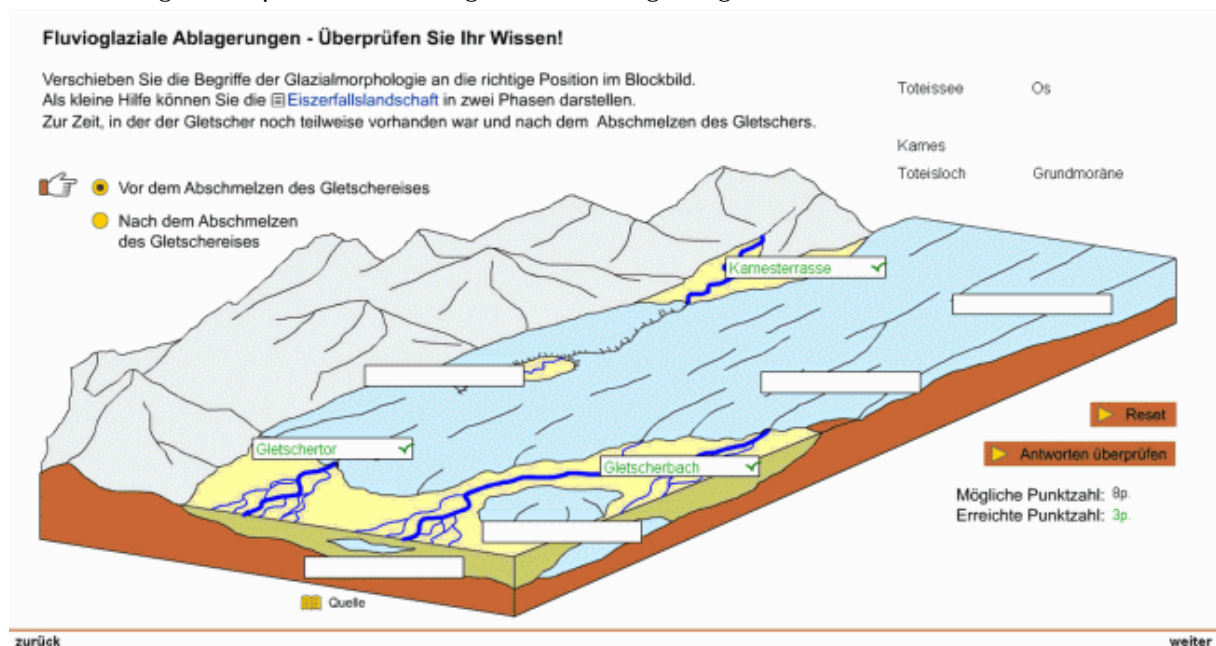 Fluvioglaziale Ablagerungen - Überprüfen Sie Ihr Wissen!
Verschieben Sie die Begriffe der Glazialmorphologie an die richtige Position im Blockbild.
Als kleine Hilfe können Sie die Eiszerfallslandschaft in zwei Phasen darstellen.
Zur Zeit, in der der Gletscher noch teilweise vorhanden war und nach dem Abschmelzen des Gletschers.
Toteissee Os
Kames
Toteisloch Grundmoräne
Vor dem Abschmelzen des Gletschereises
Nach dem Abschmelzen
des Gletschereises
Kamesterrasse
Gletschertor
Gletscherbach
Reset
Antworten überprüfen
Mögliche Punktzahl: 8p.
Erreichte Punktzahl: 3p.
Quelle
zurück weiter